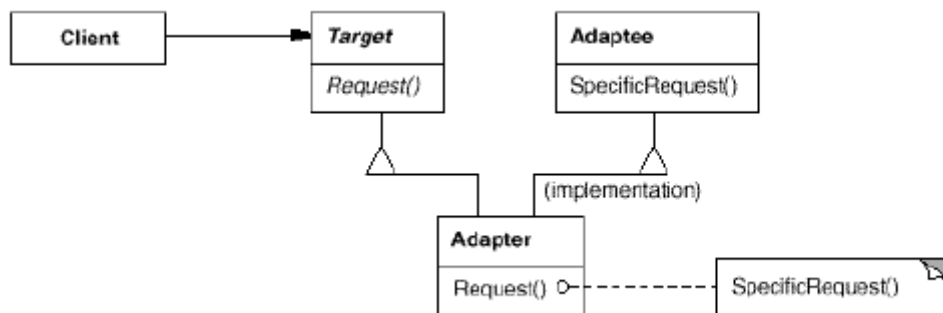 Client
Target
Request()
Adaptee
SpecificRequest()
(implementation)
Adapter
Request()
SpecificRequest()